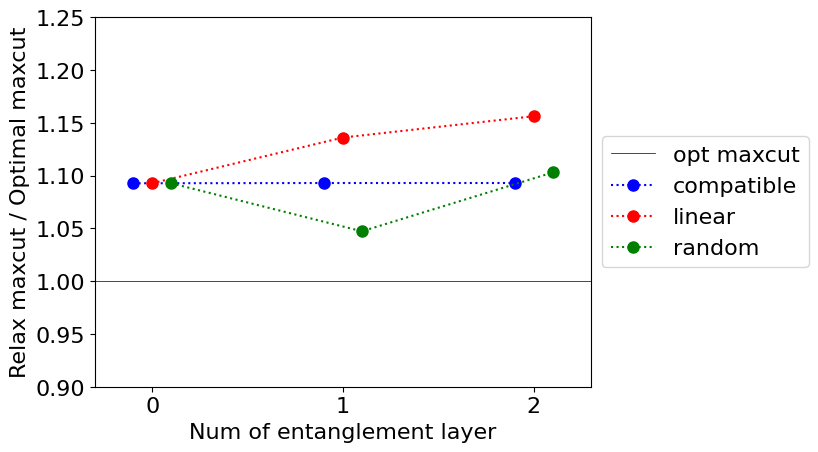 Relax maxcut / Optimal maxcut
1.25
1.20
1.15
1.10
1.05
1.00
0.95
0.90
0
1
2
Num of entanglement layer
opt maxcut
compatible
linear
random